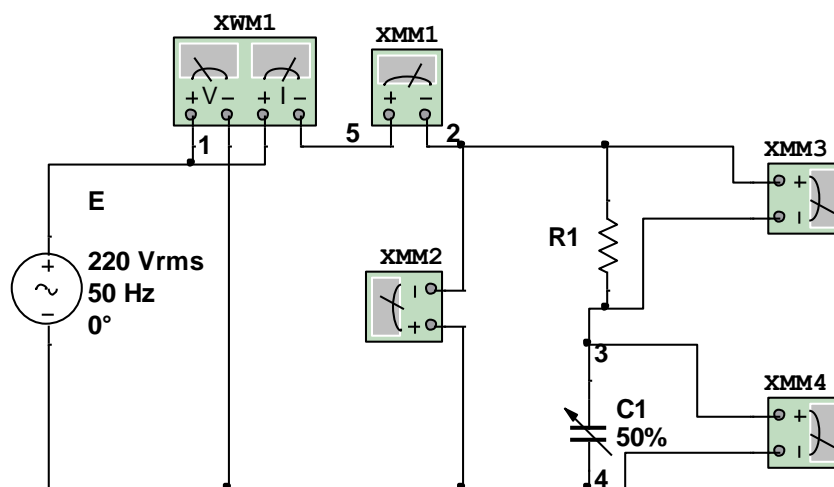 XWM1
XMM1
+ V − + I −
+ −
1
5
2
XMM3
+
−
E
R1
XMM2
220 Vrms
50 Hz
0°
+
−
−
+
3
XMM4
+
−
C1
50%
4